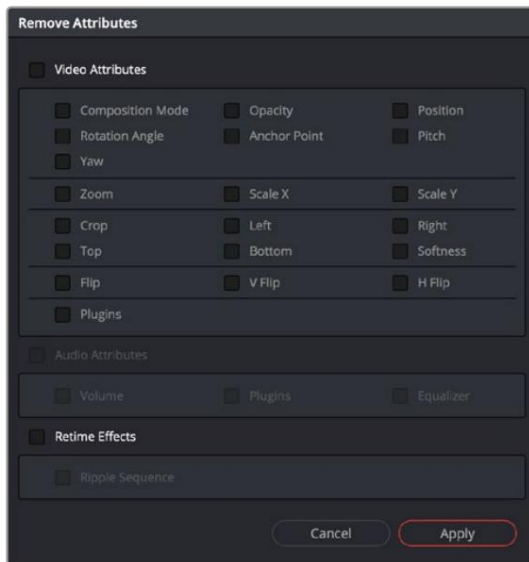 Remove Attributes
Video Attributes
Composition Mode Opacity Position
Rotation Angle Anchor Point Pitch
Yaw
Zoom Scale X Scale Y
Crop Left Right
Top Bottom Softness
Flip V Flip H Flip
Plugins
Audio Attributes
Volume Plugins Equalizer
Retime Effects
Ripple Sequence
Cancel Apply